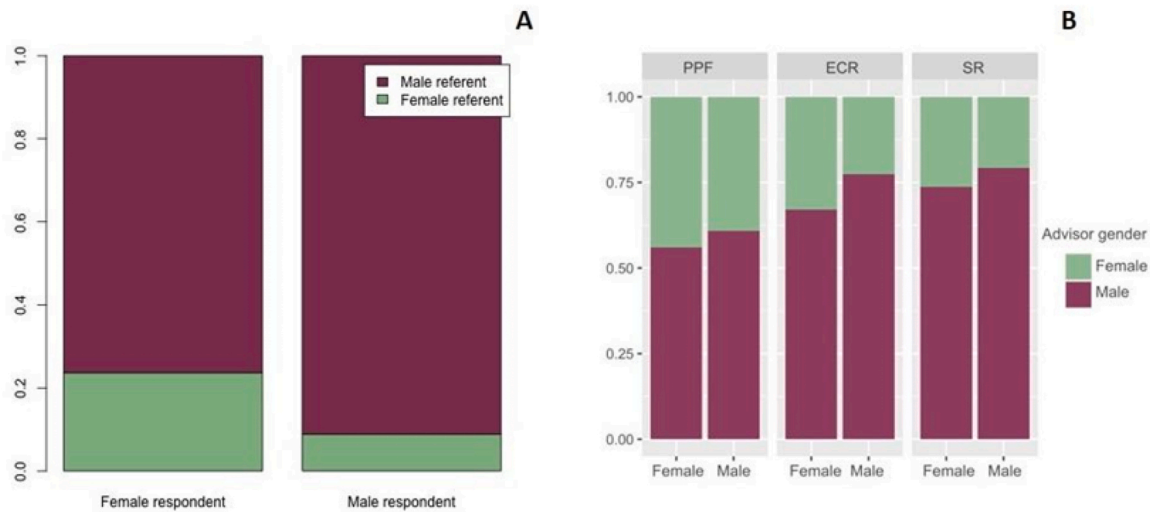 A
1.0
0.8
0.6
0.4
0.2
0.0
Male referent
Female referent
Female respondent
Male respondent
B
PPF
ECR
SR
1.00
0.75
0.50
0.25
0.00
Female Male Female Male Female Male
Advisor gender
Female
Male